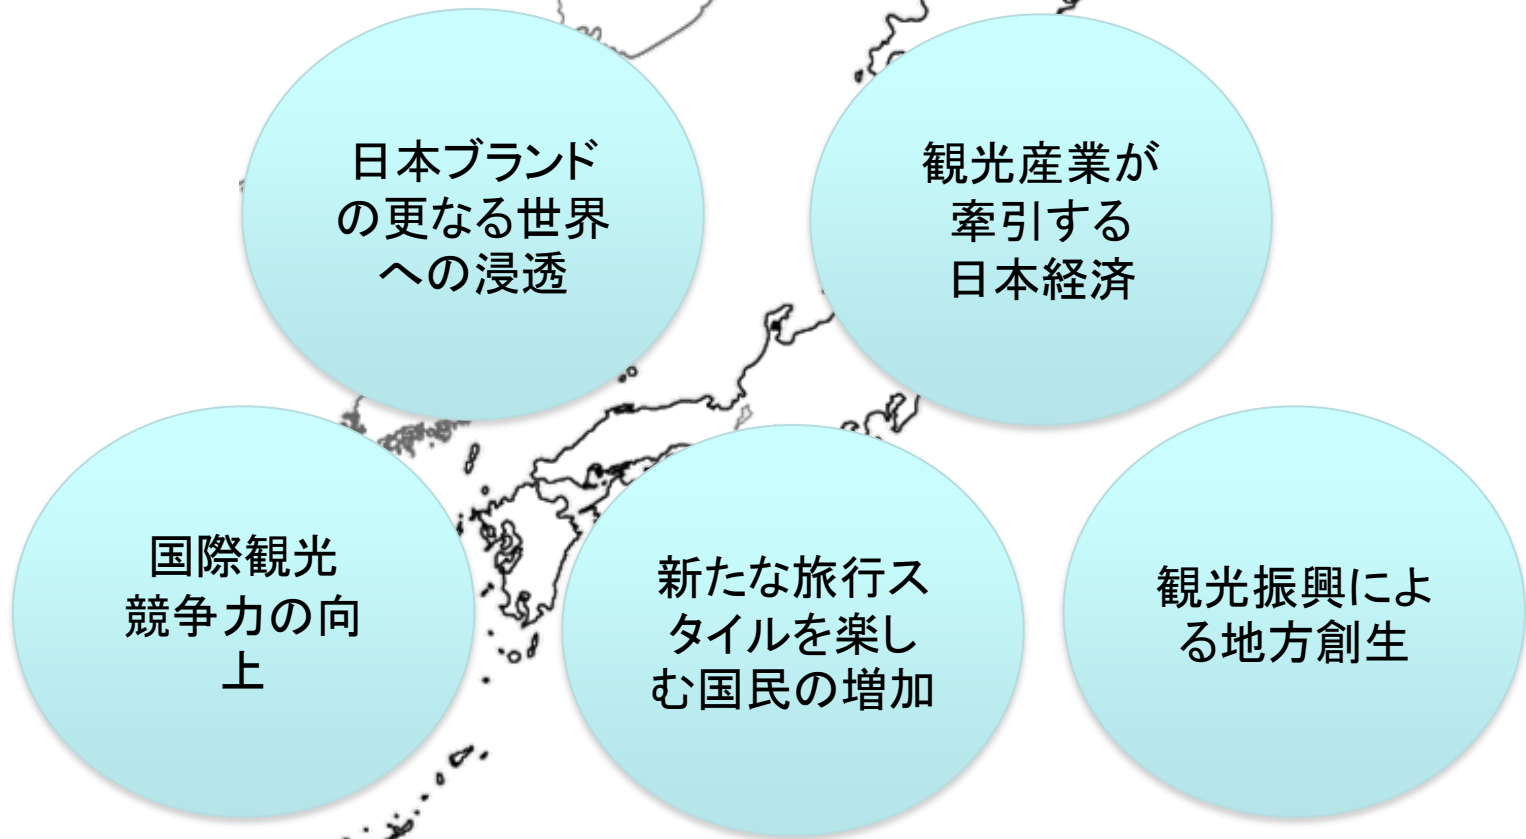 日本ブランド
の更なる世界
への浸透
観光産業が
牽引する
日本経済
国際観光
競争力の向
上
新たな旅行ス
タイルを楽し
む国民の増加
観光振興によ
る地方創生